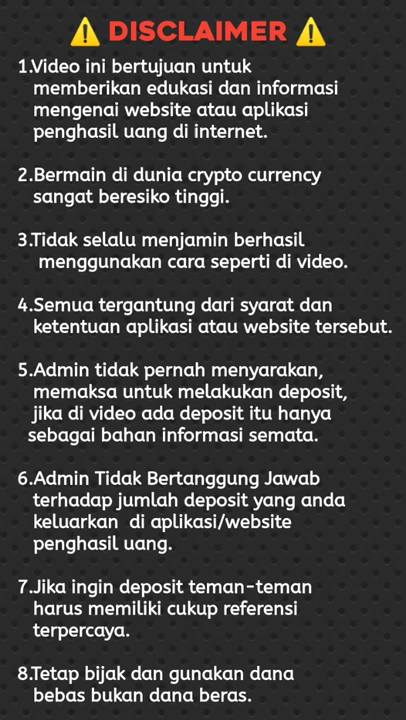 ⚠️ DISCLAIMER ⚠️
1.Video ini bertujuan untuk
memberikan edukasi dan informasi
mengenai website atau aplikasi
penghasil uang di internet.
2.Bermain di dunia crypto currency
sangat beresiko tinggi.
3.Tidak selalu menjamin berhasil
menggunakan cara seperti di video.
4.Semua tergantung dari syarat dan
ketentuan aplikasi atau website tersebut.
5.Admin tidak pernah menyarakan,
memaksa untuk melakukan deposit,
jika di video ada deposit itu hanya
sebagai bahan informasi semata.
6.Admin Tidak Bertanggung Jawab
terhadap jumlah deposit yang anda
keluarkan di aplikasi/website
penghasil uang.
7.Jika ingin deposit teman-teman
harus memiliki cukup referensi
terpercaya.
8.Tetap bijak dan gunakan dana
bebas bukan dana beras.